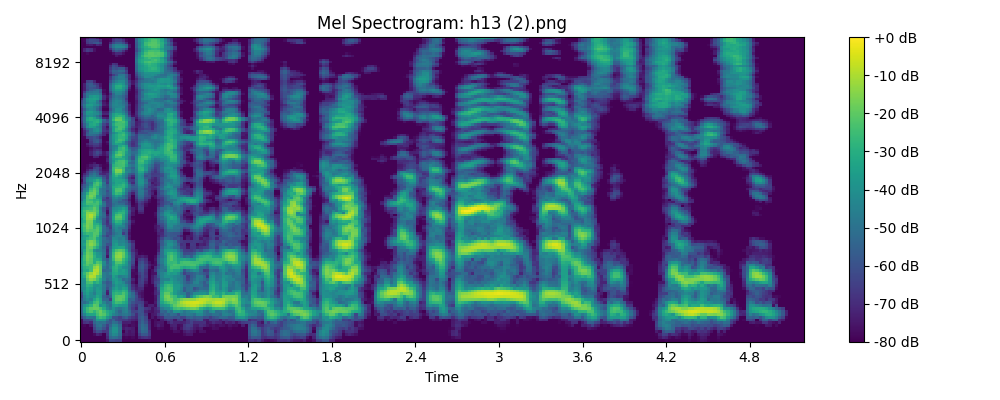 Mel Spectrogram: h13 (2).png
8192
4096
2048
1024
512
0
Hz
0
0.6
1.2
1.8
2.4
3
3.6
4.2
4.8
Time
+0 dB
-10 dB
-20 dB
-30 dB
-40 dB
-50 dB
-60 dB
-70 dB
-80 dB